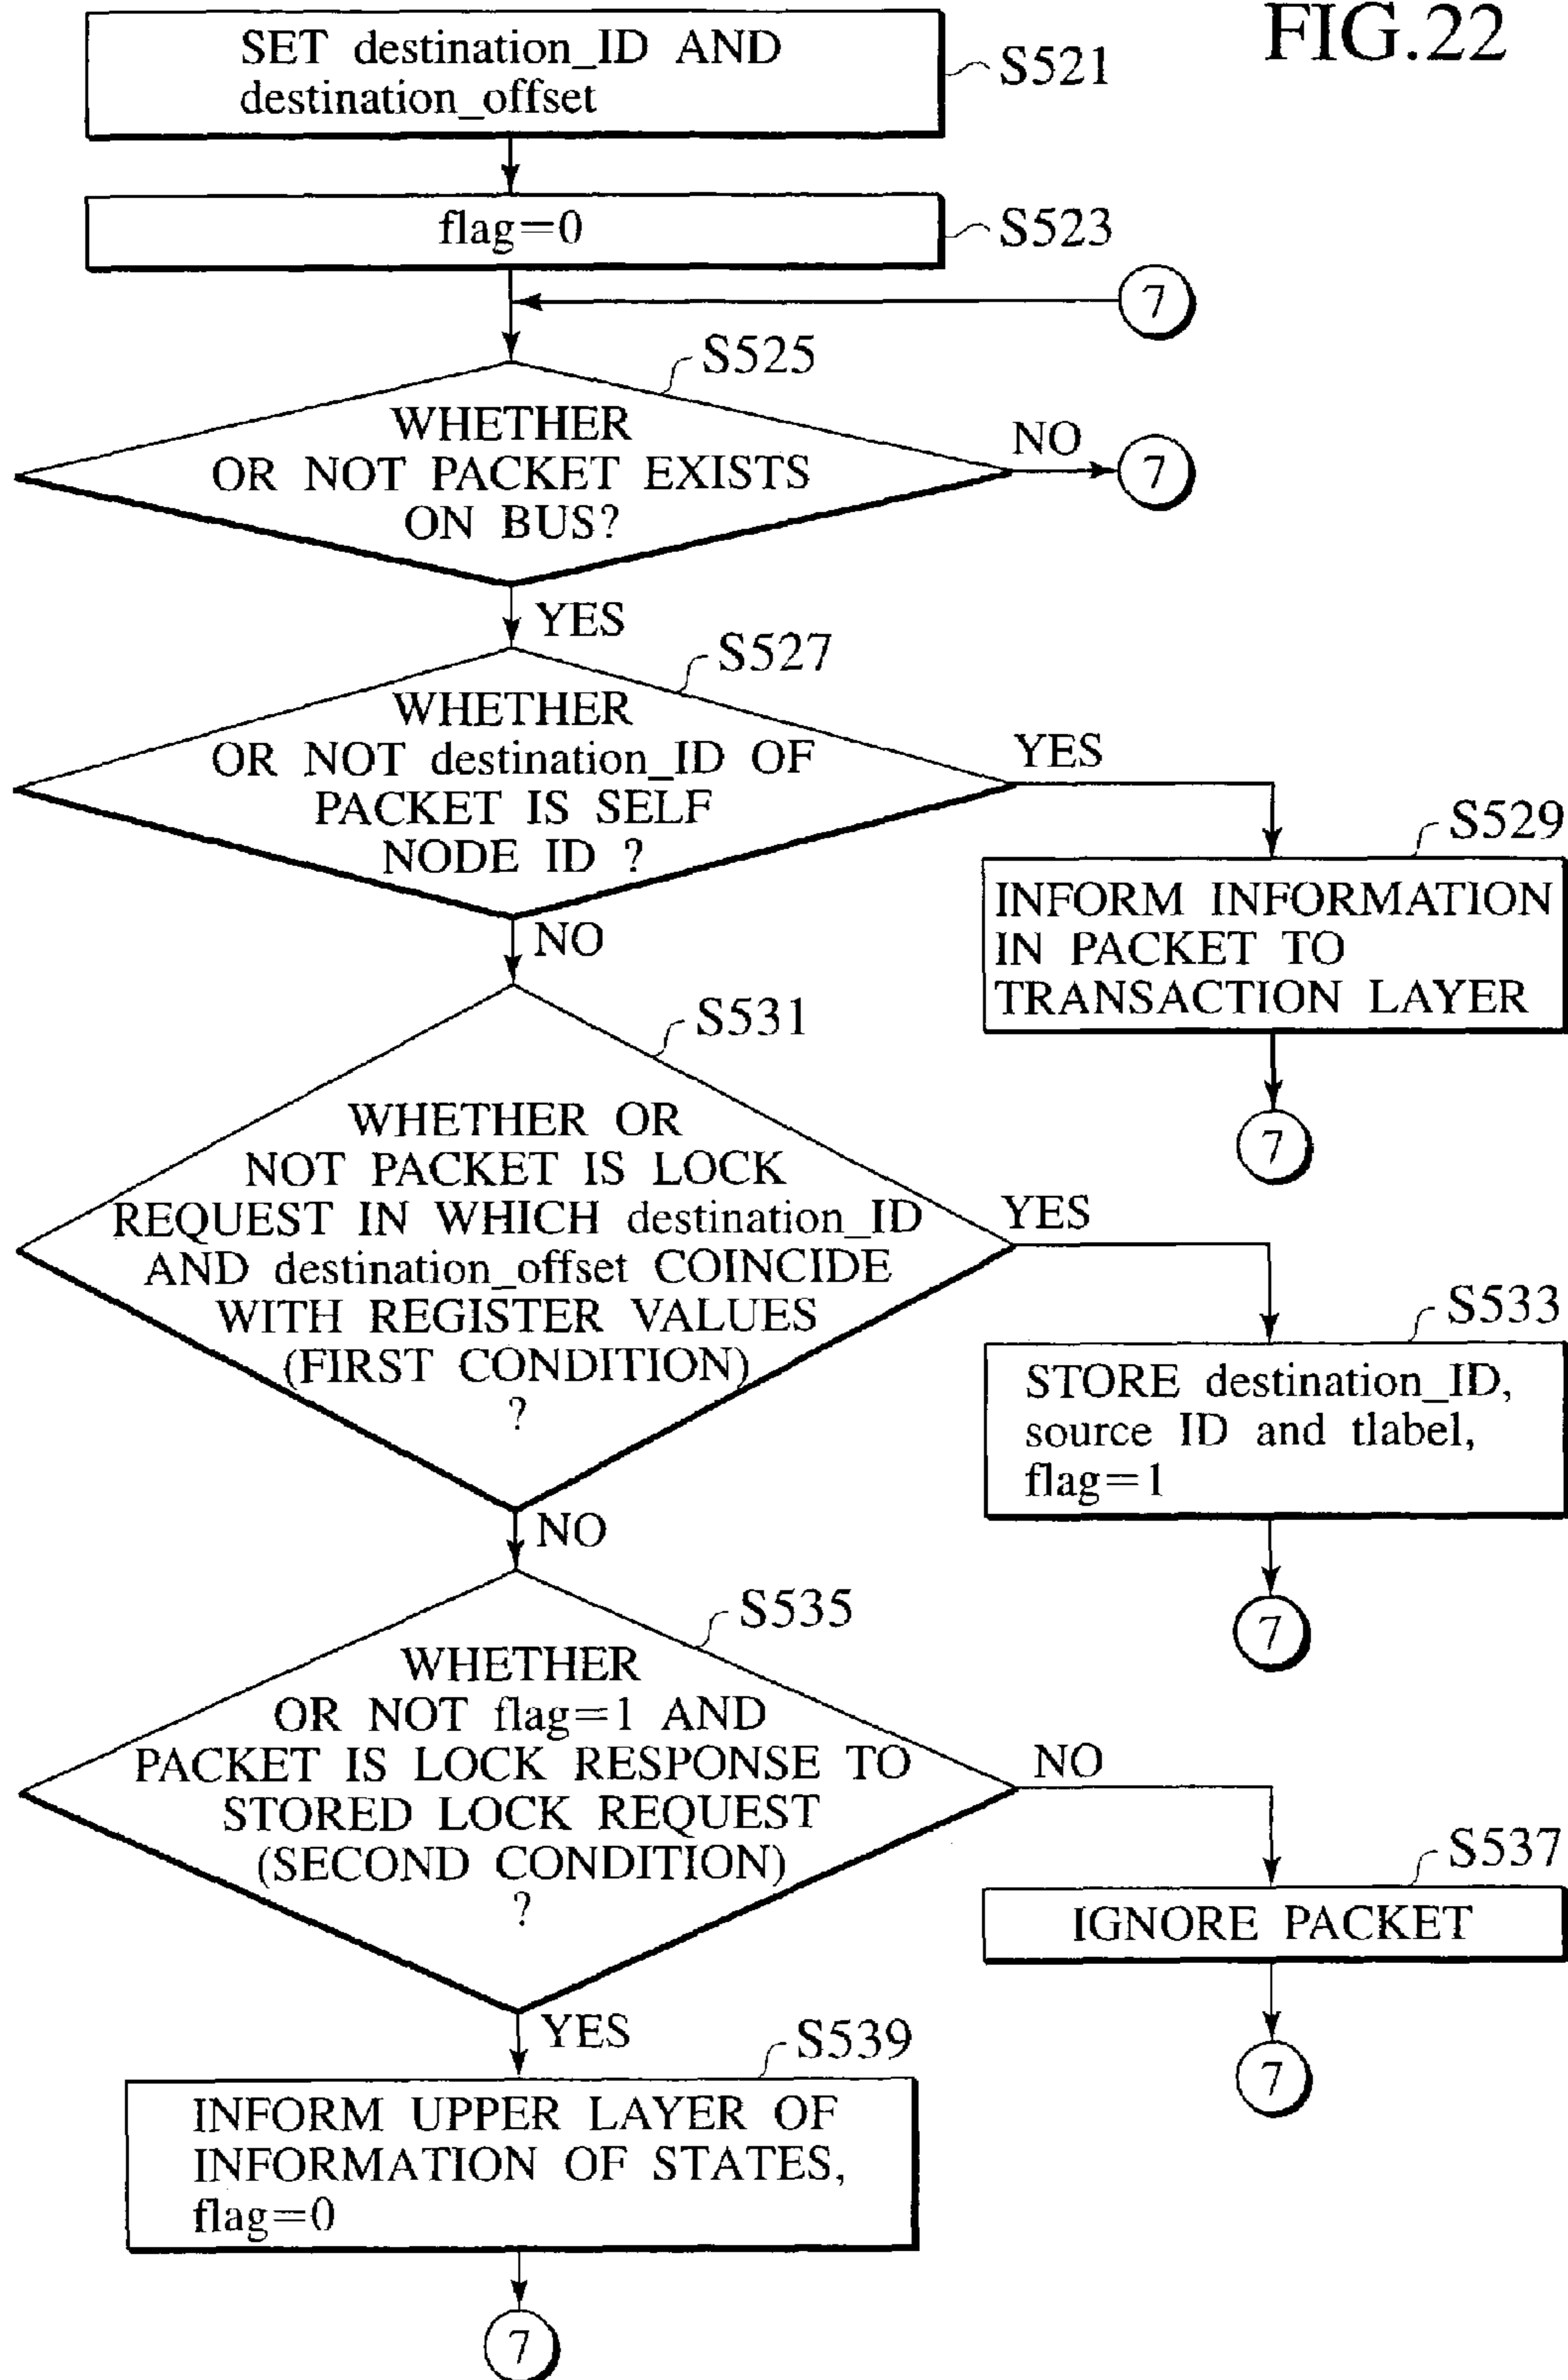 FIG.22
SET destination_ID AND
destination_offset
S521
flag=0
S523
7
S525
WHETHER
OR NOT PACKET EXISTS
ON BUS?
NO
7
YES
S527
WHETHER
OR NOT destination_ID OF
PACKET IS SELF
NODE ID ?
YES
S529
INFORM INFORMATION
IN PACKET TO
TRANSACTION LAYER
7
NO
S531
WHETHER OR
NOT PACKET IS LOCK
REQUEST IN WHICH destination_ID
AND destination_offset COINCIDE
WITH REGISTER VALUES
(FIRST CONDITION)
?
YES
S533
STORE destination_ID,
source ID and tlabel,
flag=1
7
NO
S535
WHETHER
OR NOT flag=1 AND
PACKET IS LOCK RESPONSE TO
STORED LOCK REQUEST
(SECOND CONDITION)
?
NO
S537
IGNORE PACKET
7
YES
S539
INFORM UPPER LAYER OF
INFORMATION OF STATES,
flag=0
7